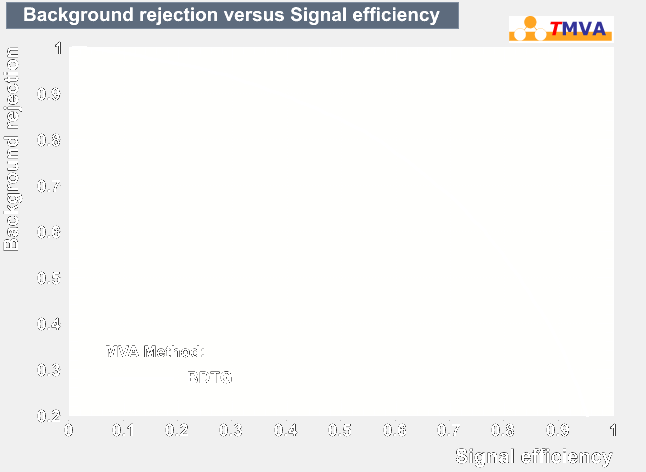 Background rejection versus Signal efficiency
TMVA
Background rejection
1
0.9
0.8
0.7
0.6
0.5
0.4
0.3
0.2
MVA Method:
BDTG
0 0.1 0.2 0.3 0.4 0.5 0.6 0.7 0.8 0.9 1
Signal efficiency